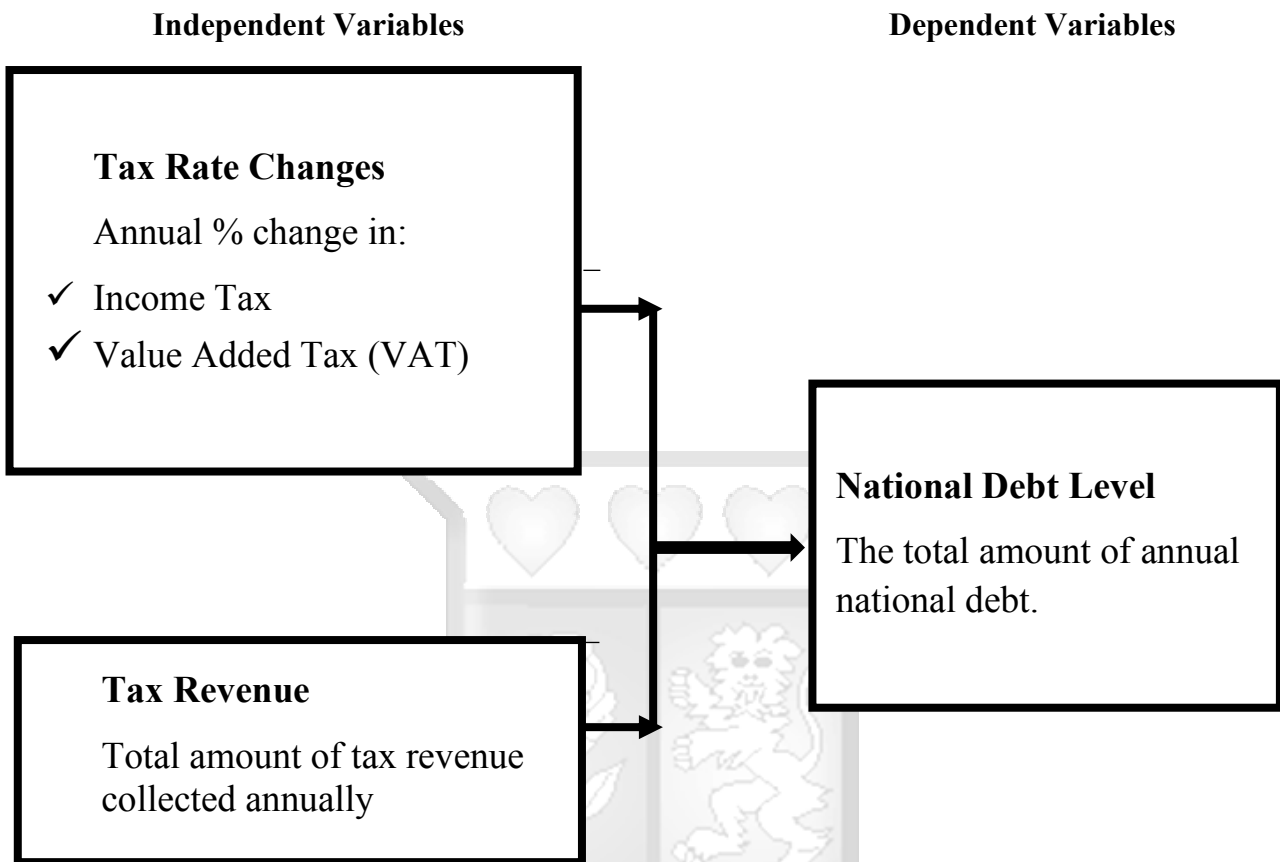 Independent Variables
Dependent Variables
Tax Rate Changes
Annual % change in:
✓ Income Tax
✓ Value Added Tax (VAT)
–
National Debt Level
The total amount of annual
national debt.
–
Tax Revenue
Total amount of tax revenue
collected annually